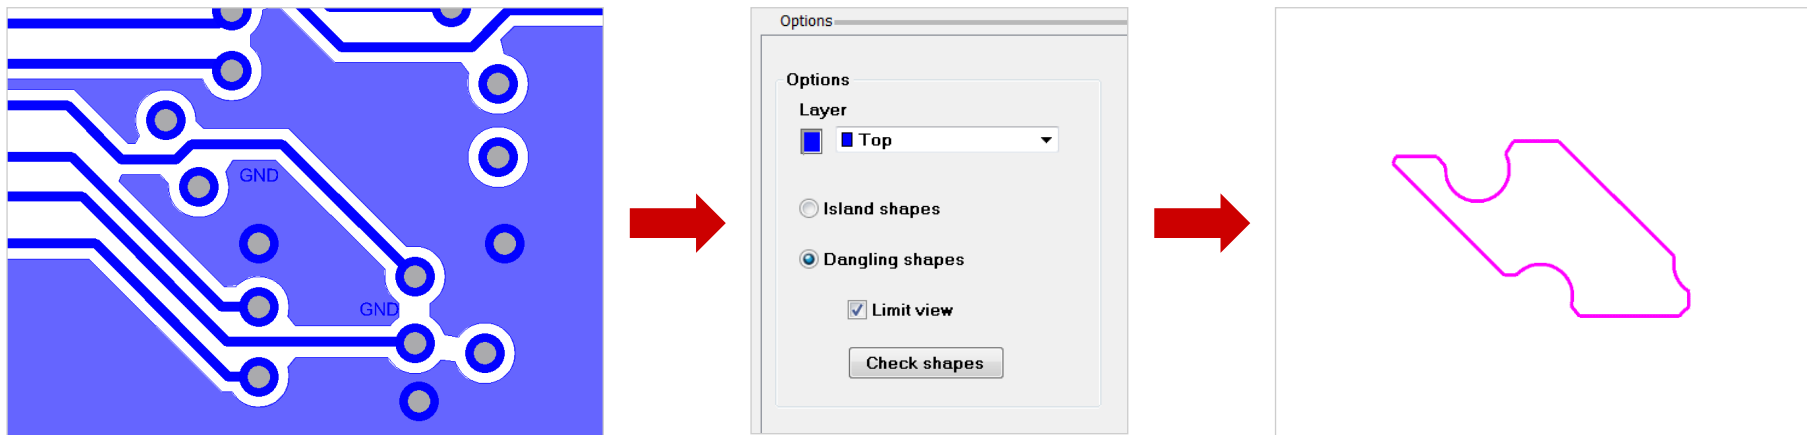 GND
GND
Options
Options
Layer
Top
Island shapes
Dangling shapes
Limit view
Check shapes